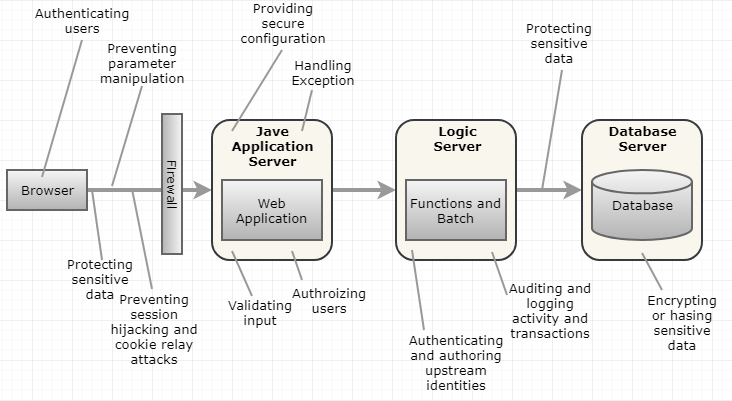 Authenticating
users
Preventing
parameter
manipulation
Providing
secure
configuration
Handling
Exception
Protecting
sensitive
data
Browser
Firewall
Jave
Application
Server
Web
Application
Logic
Server
Functions and
Batch
Database
Server
Database
Protecting
sensitive
data
Preventing
session
hijacking and
cookie relay
attacks
Validating
input
Authroizing
users
Authenticating
and authoring
upstream
identities
Auditing and
logging
activity and
transactions
Encrypting
or hasing
sensitive
data